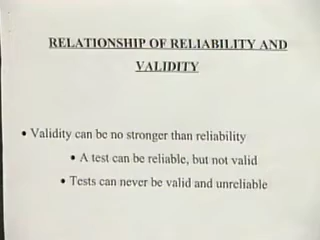 RELATIONSHIP OF RELIABILITY AND
VALIDITY
• Validity can be no stronger than reliability
• A test can be reliable, but not valid
• Tests can never be valid and unreliable